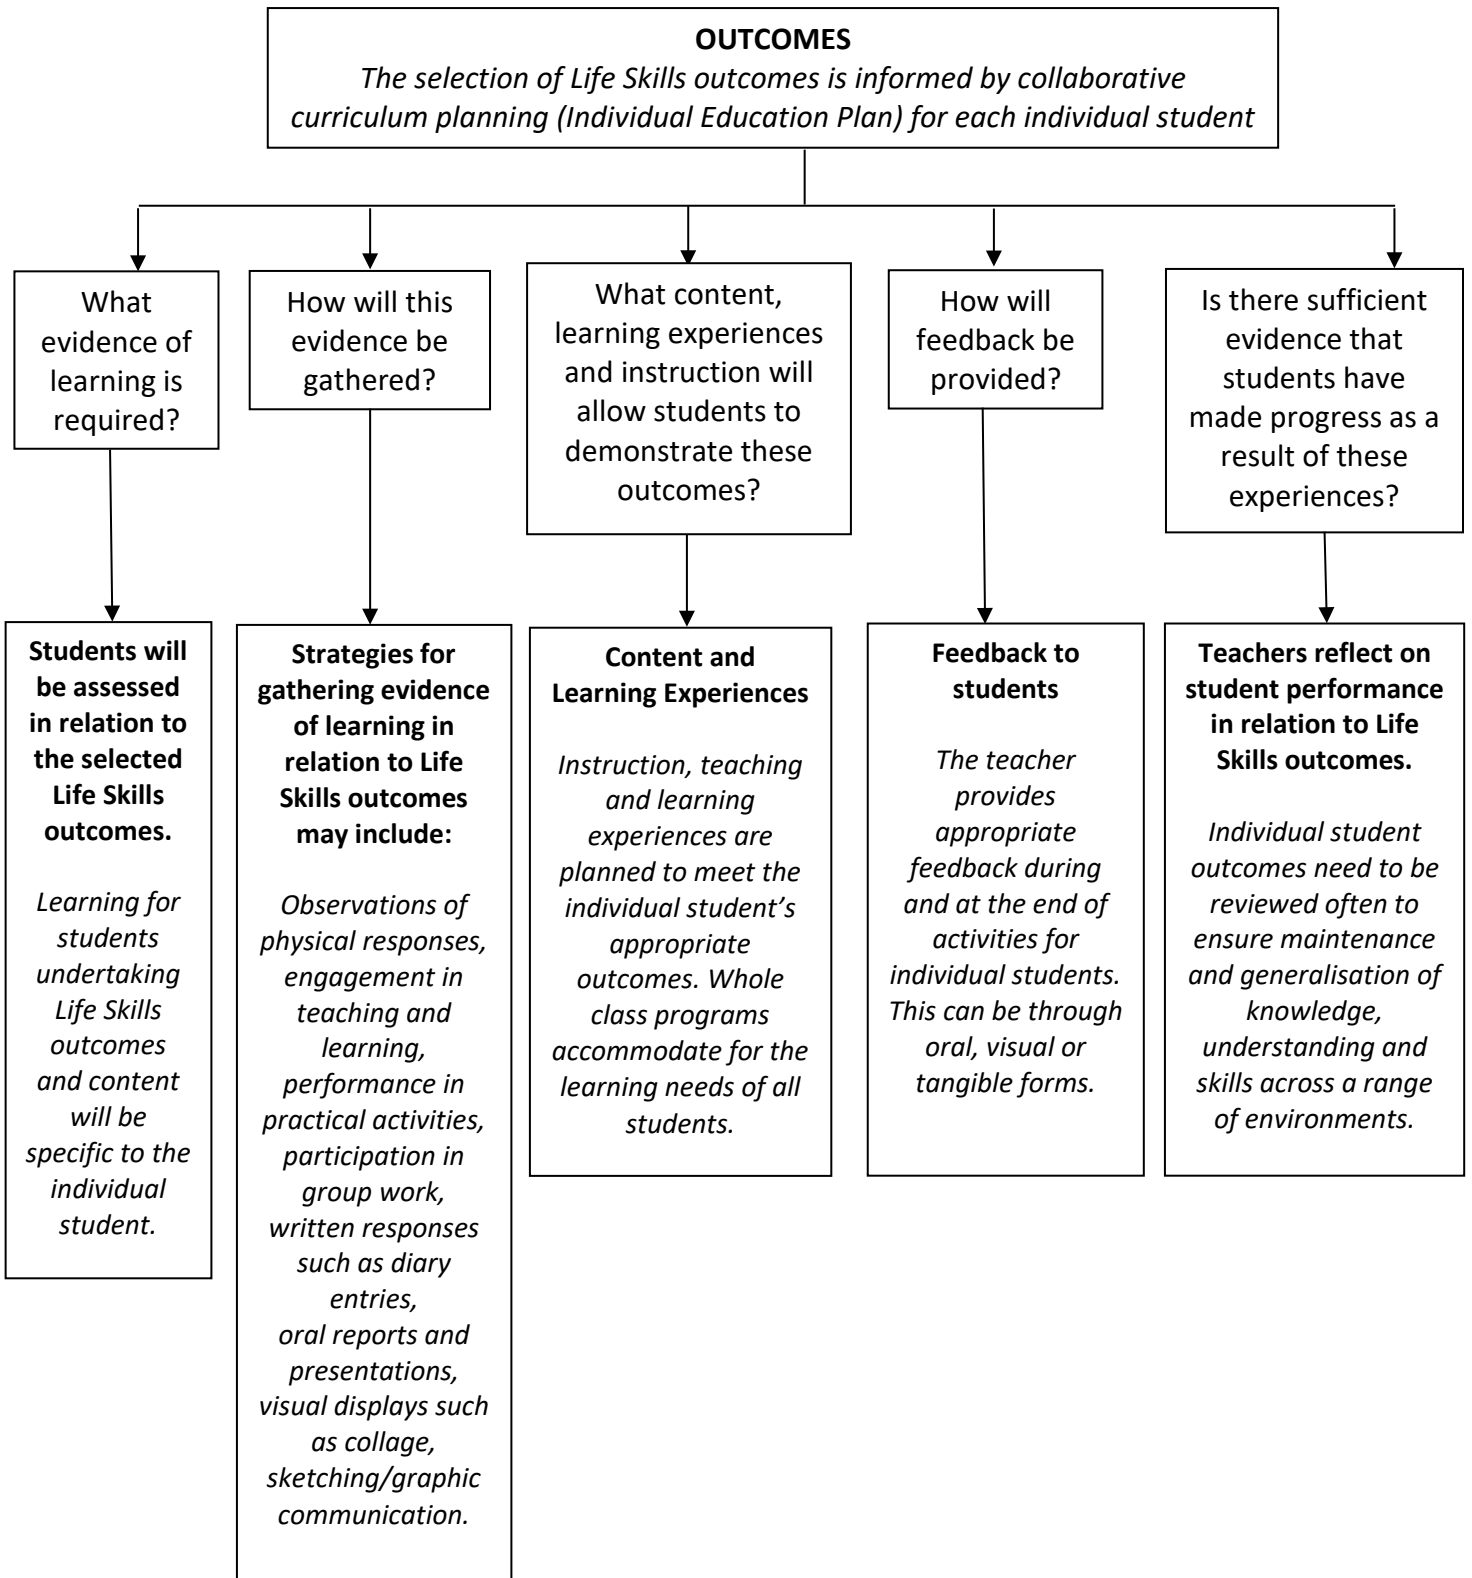 OUTCOMES
The selection of Life Skills outcomes is informed by collaborative
curriculum planning (Individual Education Plan) for each individual student
What
evidence of
learning is
required?
How will this
evidence be
gathered?
What content,
learning experiences
and instruction will
allow students to
demonstrate these
outcomes?
How will
feedback be
provided?
Is there sufficient
evidence that
students have
made progress as a
result of these
experiences?
Students will
be assessed
in relation to
the selected
Life Skills
outcomes.
Learning for
students
undertaking
Life Skills
outcomes
and content
will be
specific to the
individual
student.
Strategies for
gathering evidence
of learning in
relation to Life
Skills outcomes
may include:
Observations of
physical responses,
engagement in
teaching and
learning,
performance in
practical activities,
participation in
group work,
written responses
such as diary
entries,
oral reports and
presentations,
visual displays such
as collage,
sketching/graphic
communication.
Content and
Learning Experiences
Instruction, teaching
and learning
experiences are
planned to meet the
individual student’s
appropriate
outcomes. Whole
class programs
accommodate for the
learning needs of all
students.
Feedback to
students
The teacher
provides
appropriate
feedback during
and at the end of
activities for
individual students.
This can be through
oral, visual or
tangible forms.
Teachers reflect on
student performance
in relation to Life
Skills outcomes.
Individual student
outcomes need to be
reviewed often to
ensure maintenance
and generalisation of
knowledge,
understanding and
skills across a range
of environments.